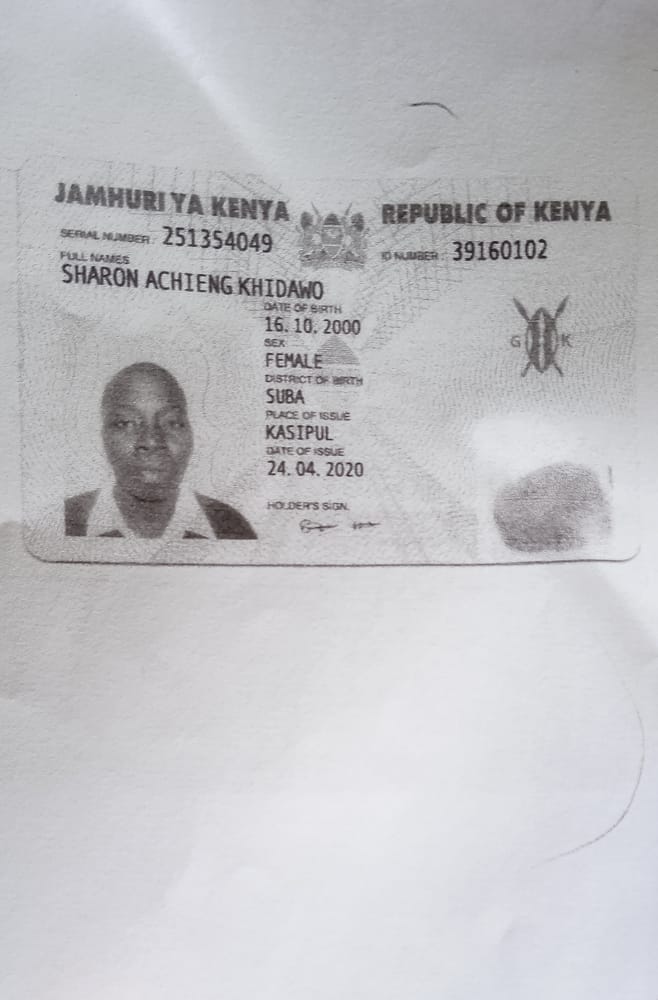 JAMHURI YA KENYA REPUBLIC OF KENYA
SERIAL NUMBER: 251354049 ID NUMBER: 39160102
FULL NAMES
SHARON ACHIENG KHIDAWO
DATE OF BIRTH
16. 10. 2000
SEX
FEMALE
G K
DISTRICT OF BIRTH
SUBA
PLACE OF ISSUE
KASIPUL
DATE OF ISSUE
24. 04. 2020
HOLDER'S SIGN.